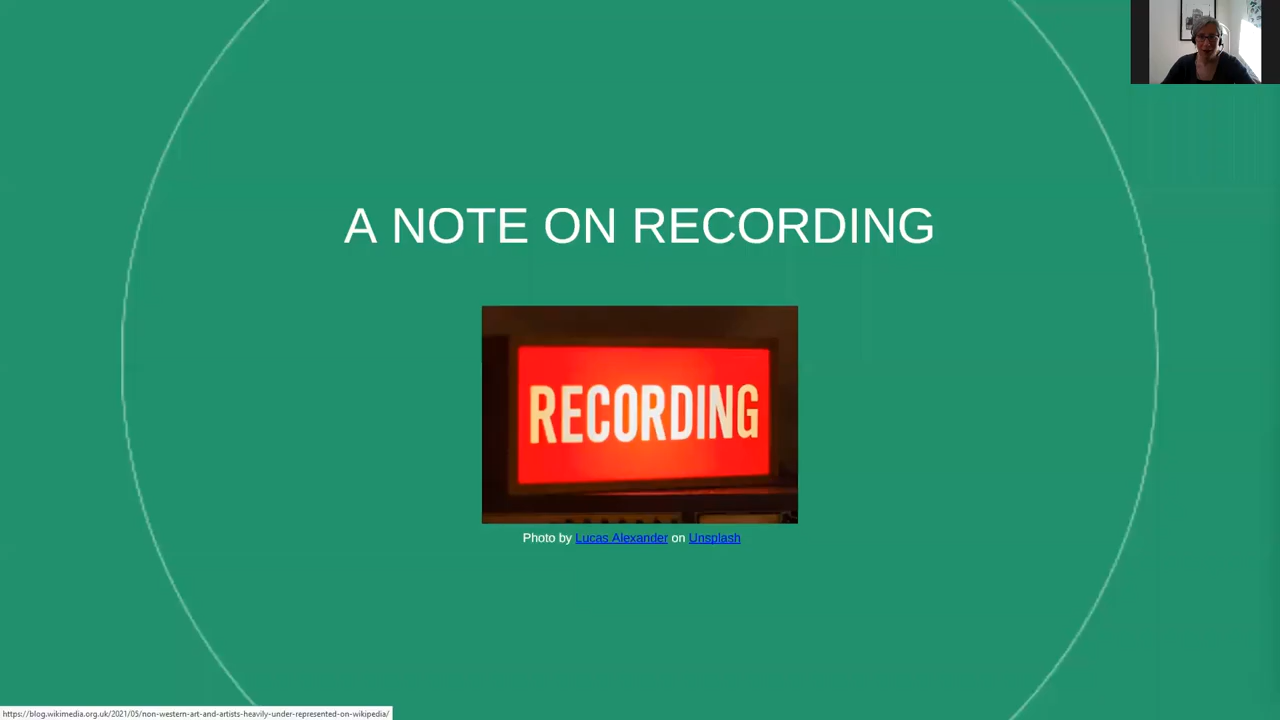 A NOTE ON RECORDING
RECORDING
Photo by Lucas Alexander on Unsplash
https://blog.wikimedia.org.uk/2021/05/non-western-art-and-artists-heavily-under-represented-on-wikipedia/